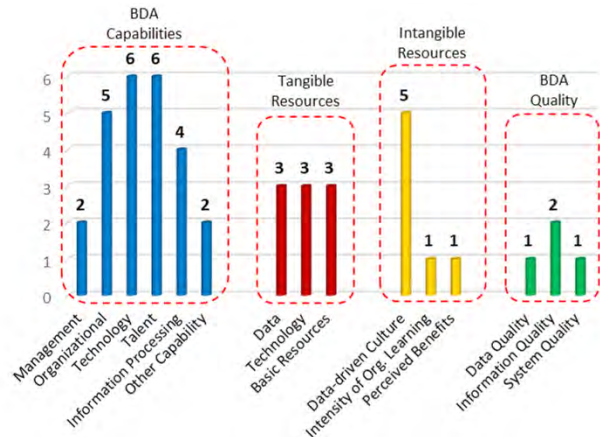 BDA
Capabilities
Tangible
Resources
Intangible
Resources
BDA
Quality
6
5
4
3
2
1
0
2
5
6
6
4
2
3
3
3
5
1
1
1
2
1
Management
Organizational
Technology
Talent
Information Processing
Other Capability
Data
Technology
Basic Resources
Data-driven Culture
Intensity of Org. Learning
Perceived Benefits
Data Quality
Information Quality
System Quality